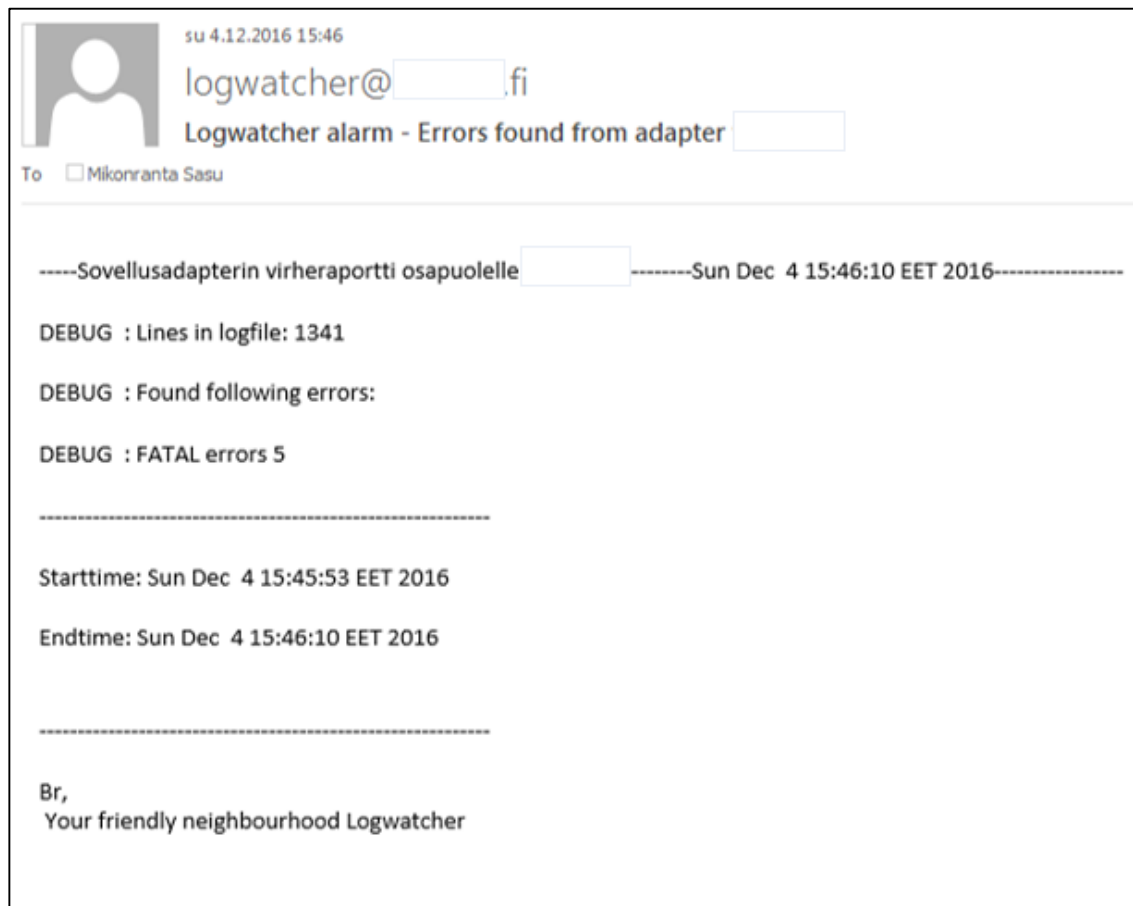 su 4.12.2016 15:46
logwatcher@ .fi
Logwatcher alarm - Errors found from adapter
To Mikonranta Sasu
-----Sovellusadapterin virheraportti osapuolelle --------Sun Dec  4 15:46:10 EET 2016-----------------
DEBUG  : Lines in logfile: 1341
DEBUG  : Found following errors:
DEBUG  : FATAL errors 5
------------------------------------------------------------
Starttime: Sun Dec  4 15:45:53 EET 2016
Endtime: Sun Dec  4 15:46:10 EET 2016
------------------------------------------------------------
Br,
Your friendly neighbourhood Logwatcher